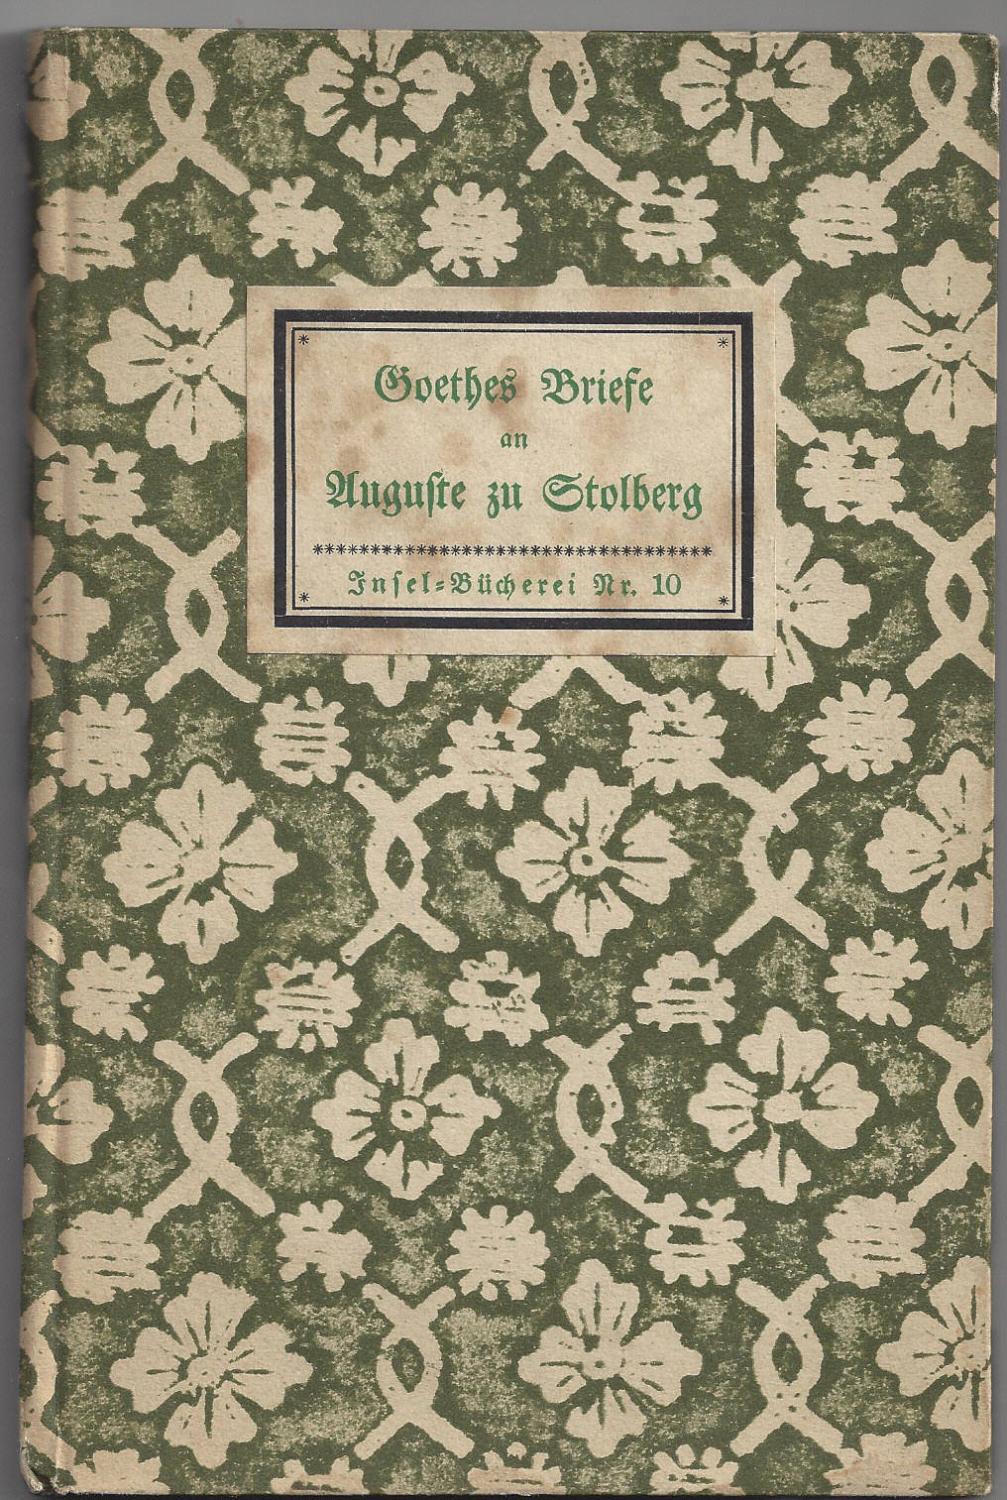 Goethes Briefe
an
Auguste zu Stolberg
Insel-Bücherei Nr. 10